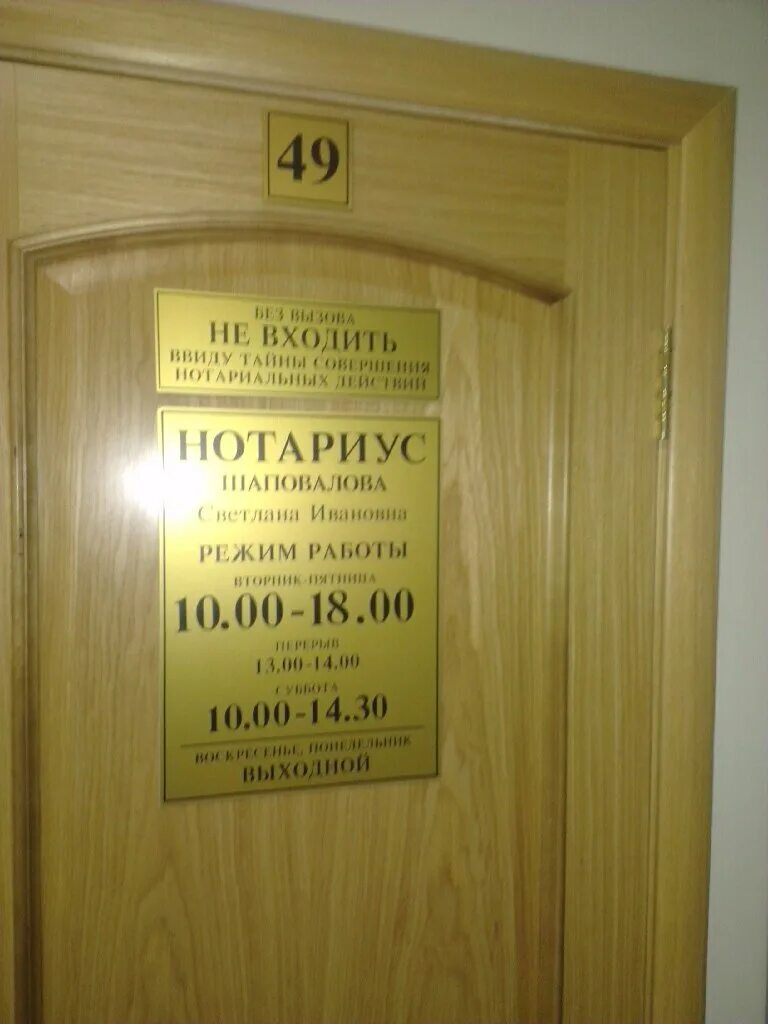 49
БЕЗ ВЫЗОВА
НЕ ВХОДИТЬ
ВВИДУ ТАЙНЫ СОВЕРШЕНИЯ
НОТАРИАЛЬНЫХ ДЕЙСТВИЙ
НОТАРИУС
ШАПОВАЛОВА
Светлана Ивановна
РЕЖИМ РАБОТЫ
ВТОРНИК-ПЯТНИЦА
10.00-18.00
ПЕРЕРЫВ
13.00-14.00
СУББОТА
10.00-14.30
ВОСКРЕСЕНЬЕ, ПОНЕДЕЛЬНИК
ВЫХОДНОЙ